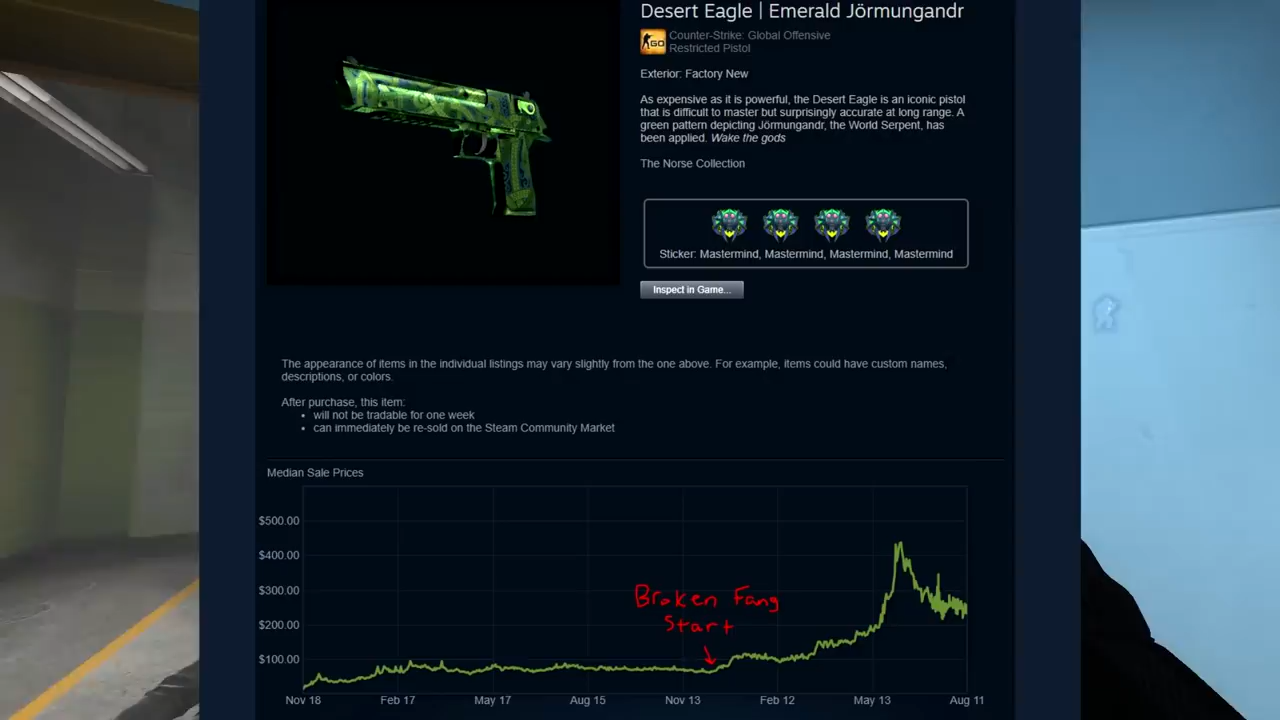 Desert Eagle | Emerald Jörmungandr
GO
Counter-Strike: Global Offensive
Restricted Pistol
Exterior: Factory New
As expensive as it is powerful, the Desert Eagle is an iconic pistol
that is difficult to master but surprisingly accurate at long range. A
green pattern depicting Jörmungandr, the World Serpent, has
been applied. Wake the gods
The Norse Collection
Sticker: Mastermind, Mastermind, Mastermind, Mastermind
Inspect in Game...
The appearance of items in the individual listings may vary slightly from the one above. For example, items could have custom names,
descriptions, or colors.
After purchase, this item:
• will not be tradable for one week
• can immediately be re-sold on the Steam Community Market
Median Sale Prices
$500.00
$400.00
$300.00
$200.00
$100.00
Broken Fang
Start
Nov 18 Feb 17 May 17 Aug 15 Nov 13 Feb 12 May 13 Aug 11